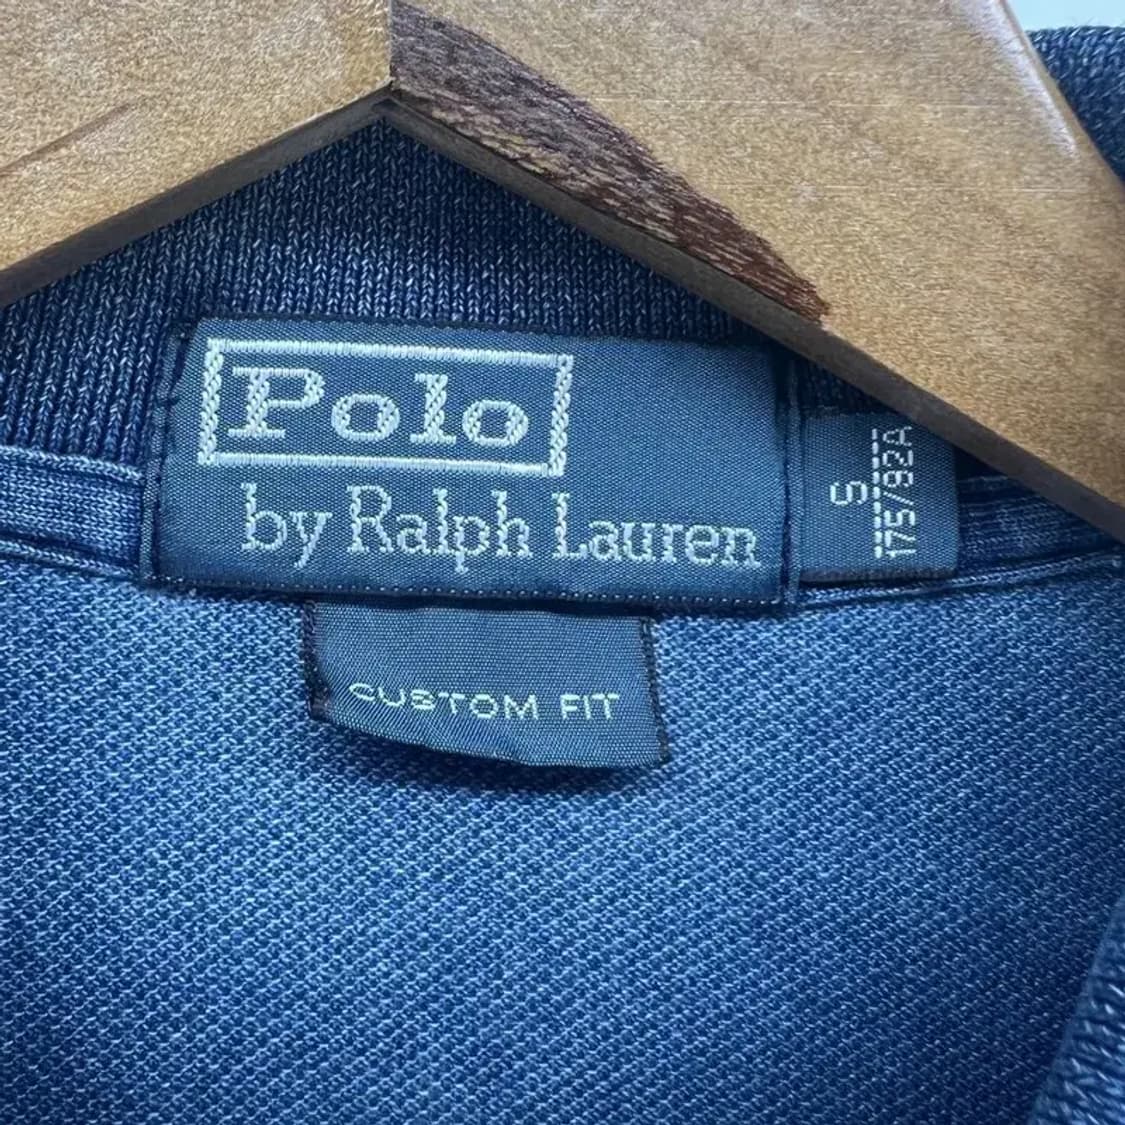 Polo
by Ralph Lauren
S
175/92A
CUSTOM FIT